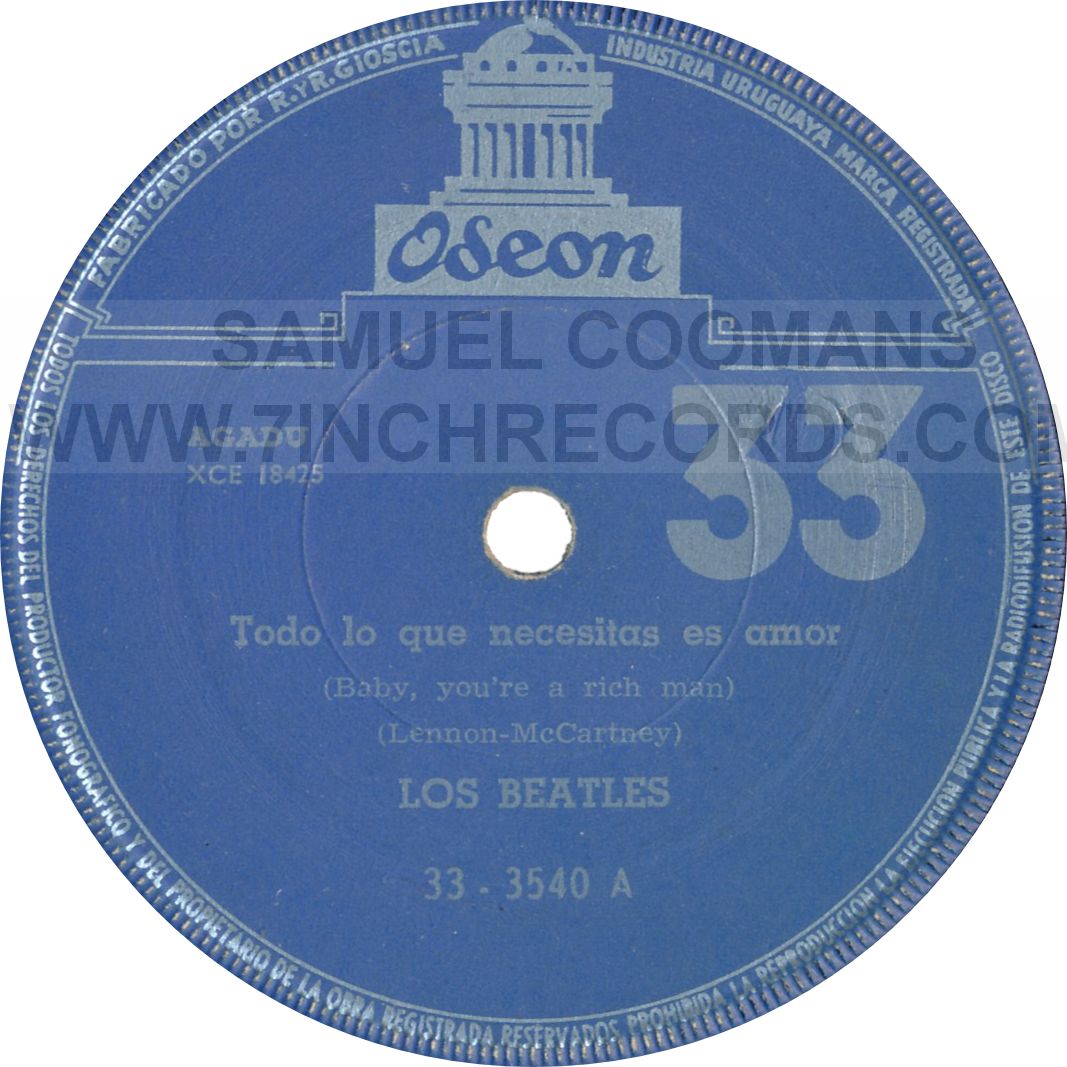 FABRICADO POR R.YR.GIOSCIA
INDUSTRIA URUGUAYA MARCA REGISTRADA
Odeon
SAMUEL COOMANS
WWW.7INCHRECORDS.COM
AGADU
XCE 18425
33
Todo lo que necesitas es amor
(Baby, you're a rich man)
(Lennon-McCartney)
LOS BEATLES
33 - 3540 A
TODOS LOS DERECHOS DEL PRODUCTOR FONOGRAFICO Y DEL PROPIETARIO DE LA OBRA REGISTRADA RESERVADOS. PROHIBIDA LA REPRODUCCION LA EJECUCION PUBLICA Y LA RADIODIFUSION DE ESTE DISCO